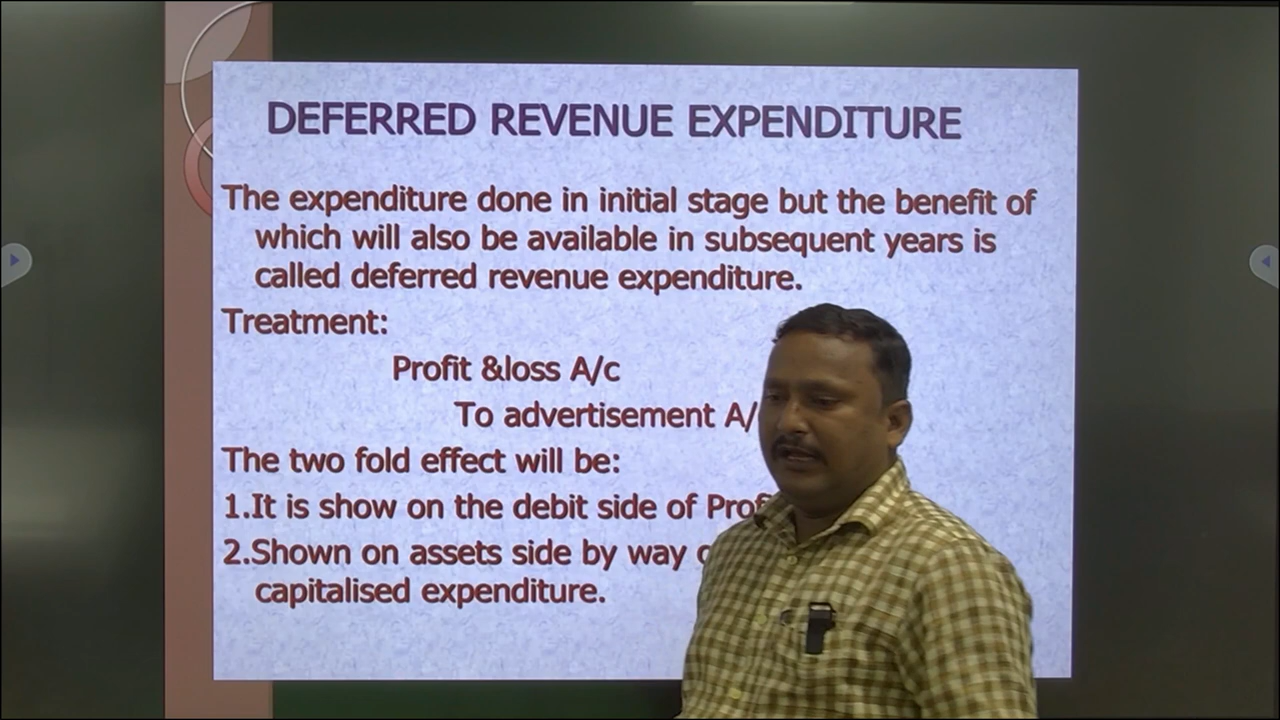 DEFERRED REVENUE EXPENDITURE
The expenditure done in initial stage but the benefit of
which will also be available in subsequent years is
called deferred revenue expenditure.
Treatment:
Profit &loss A/c
To advertisement A/
The two fold effect will be:
1.It is show on the debit side of
2.Shown on assets side by way
capitalised expenditure.